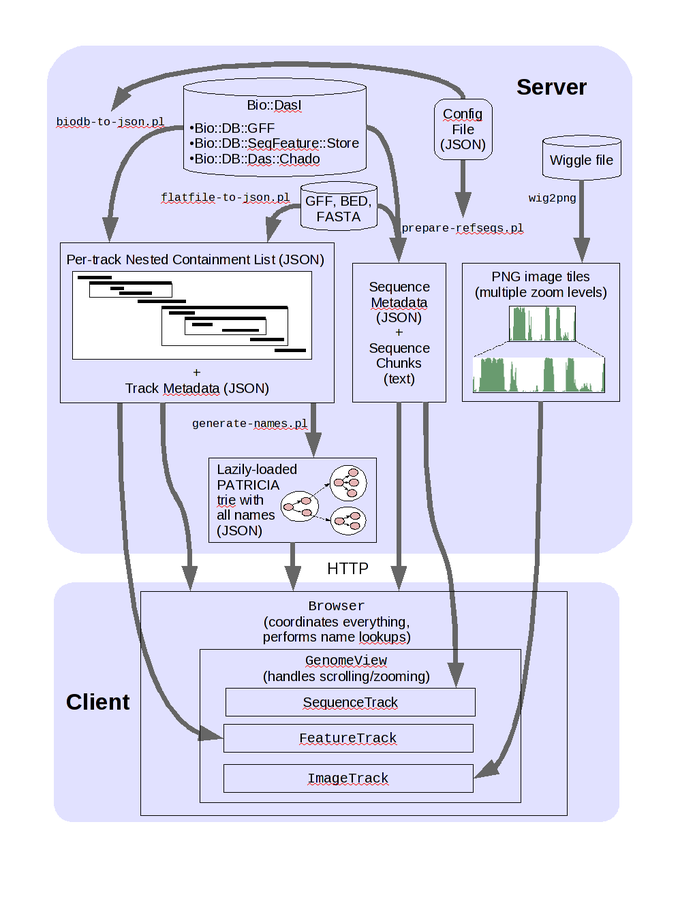 Server
biodb-to-json.pl
Bio::DasI
•Bio::DB::GFF
•Bio::DB::SeqFeature::Store
•Bio::DB::Das::Chado
Config
File
(JSON)
Wiggle file
flatfile-to-json.pl
GFF, BED,
FASTA
wig2png
prepare-refseqs.pl
Per-track Nested Containment List (JSON)
+
Track Metadata (JSON)
Sequence
Metadata
(JSON)
+
Sequence
Chunks
(text)
PNG image tiles
(multiple zoom levels)
generate-names.pl
Lazily-loaded
PATRICIA
trie with
all names
(JSON)
HTTP
Client
Browser
(coordinates everything,
performs name lookups)
GenomeView
(handles scrolling/zooming)
SequenceTrack
FeatureTrack
ImageTrack